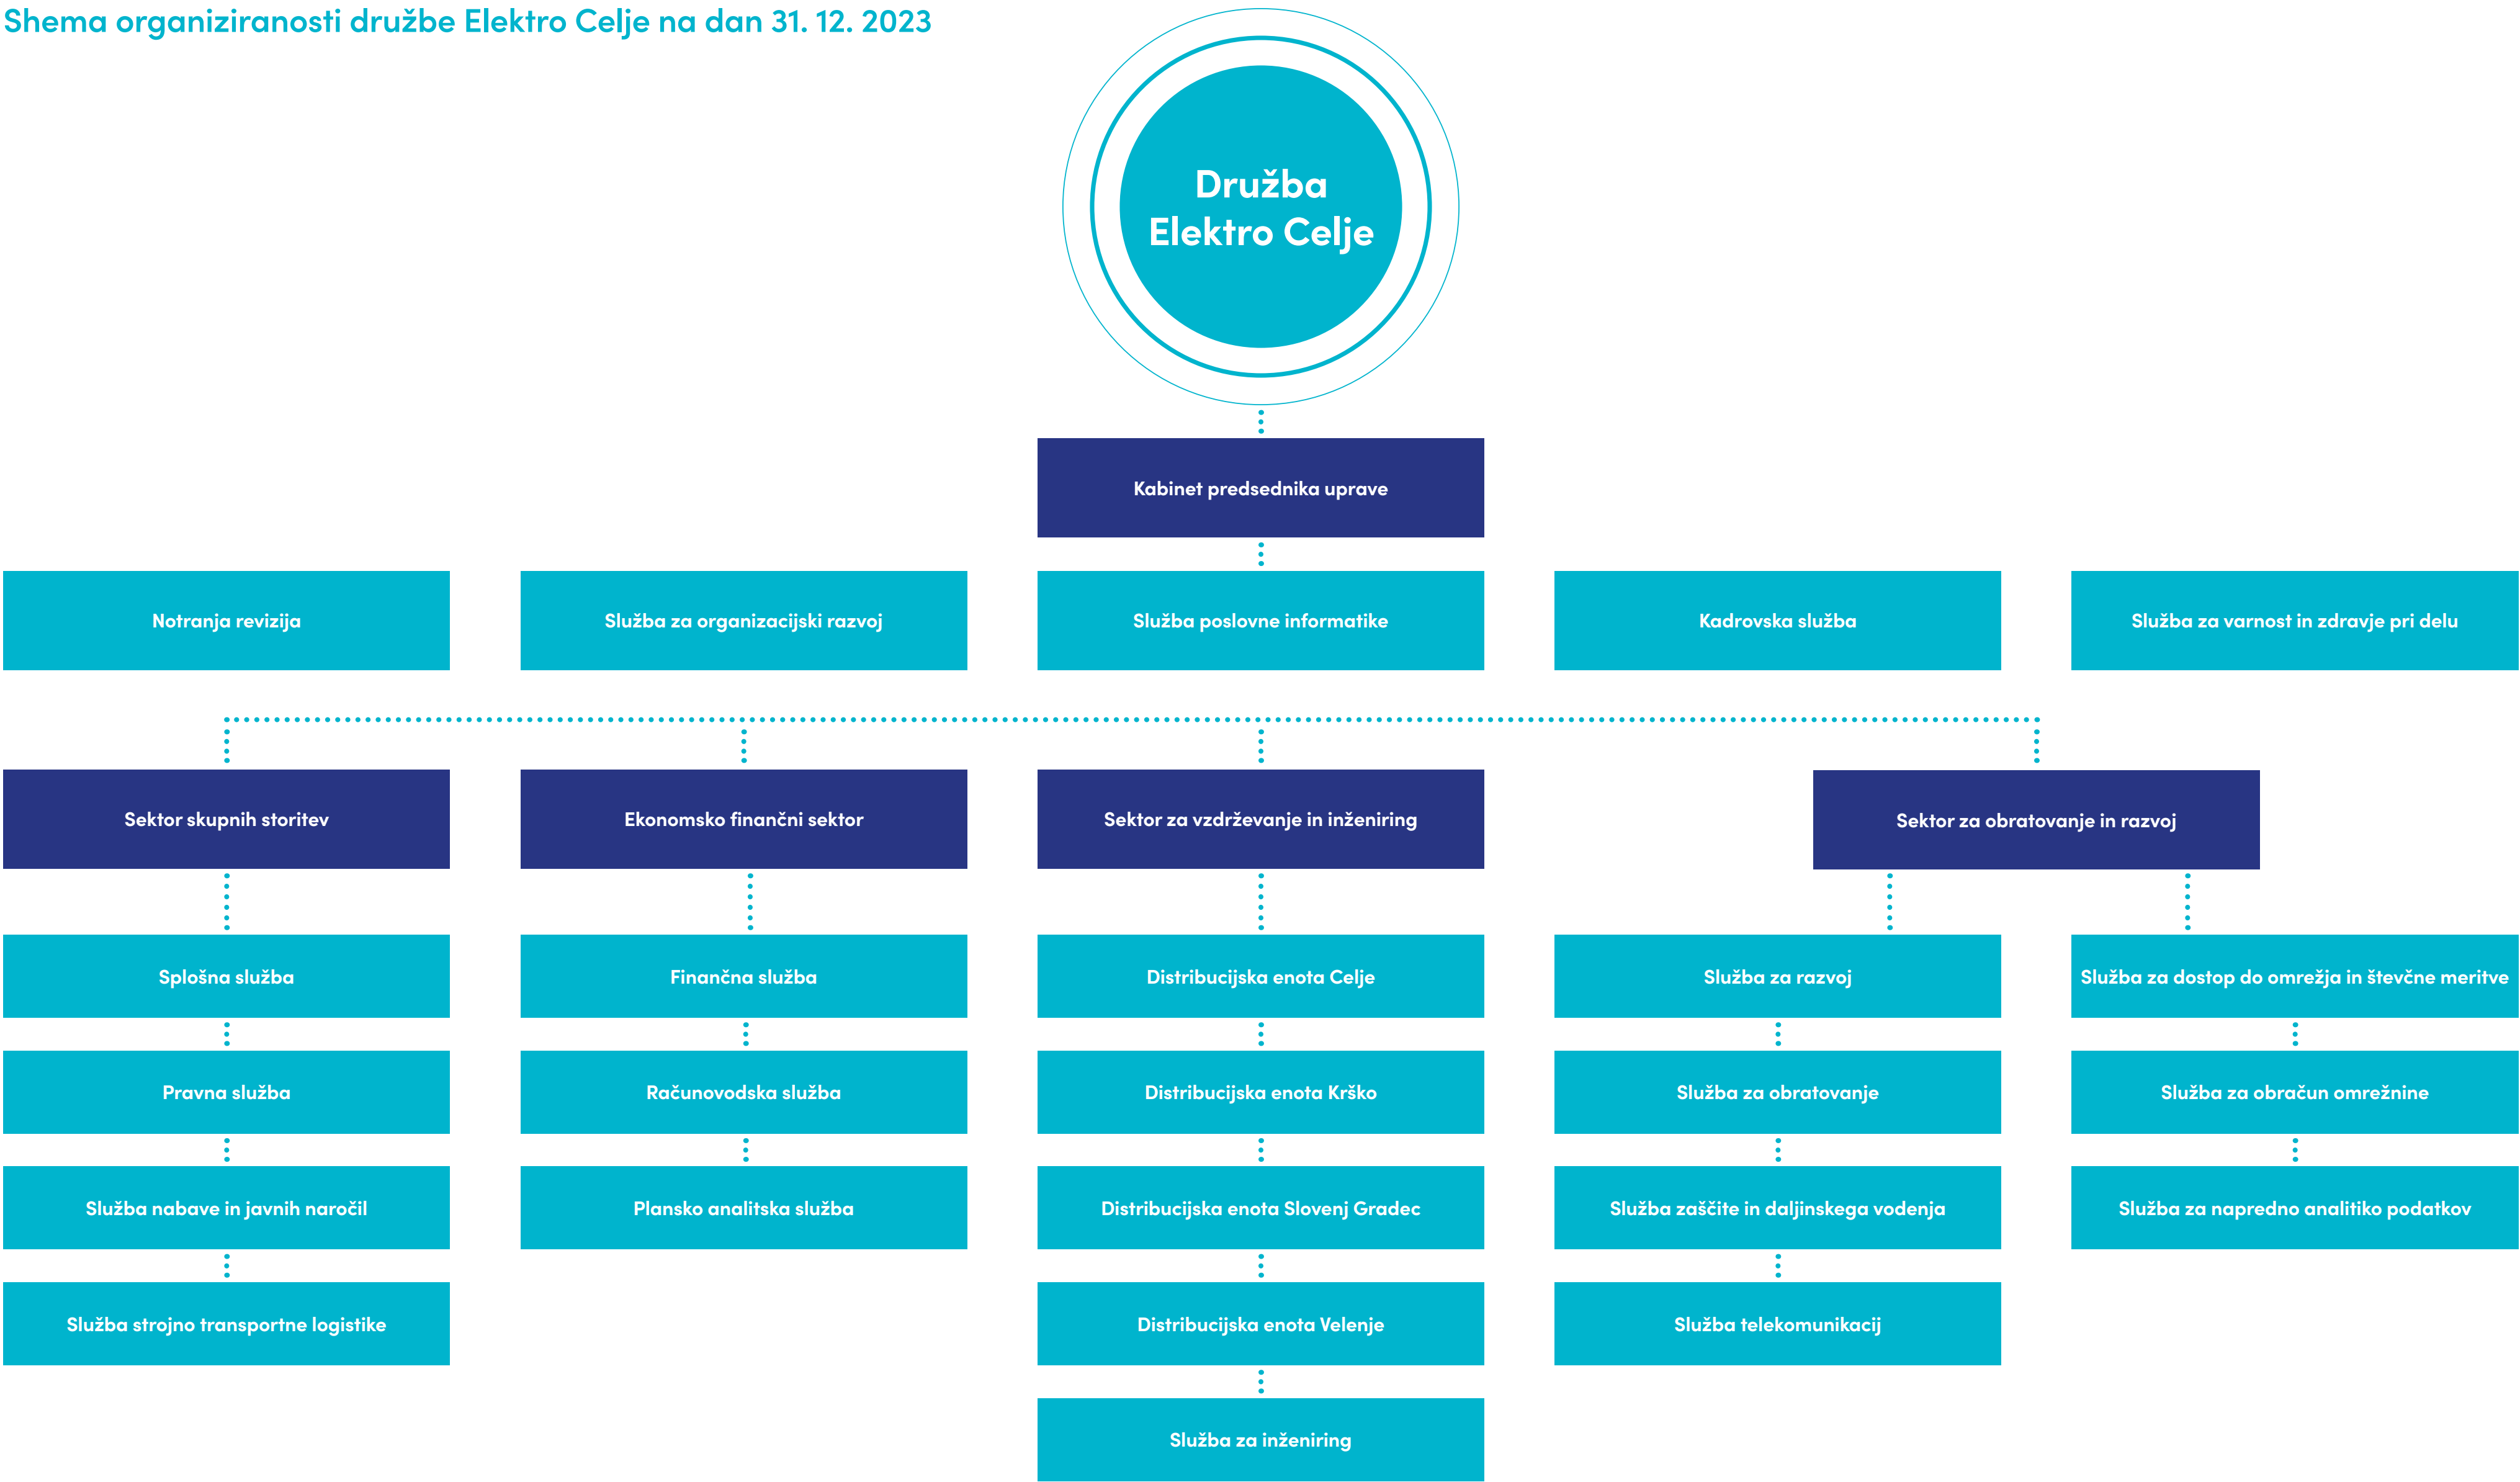 Shema organiziranosti družbe Elektro Celje na dan 31. 12. 2023
Družba
Elektro Celje
Kabinet predsednika uprave
Notranja revizija
Služba za organizacijski razvoj
Služba poslovne informatike
Kadrovska služba
Služba za varnost in zdravje pri delu
Sektor skupnih storitev
Ekonomsko finančni sektor
Sektor za vzdrževanje in inženiring
Sektor za obratovanje in razvoj
Splošna služba
Finančna služba
Distribucijska enota Celje
Služba za razvoj
Služba za dostop do omrežja in števčne meritve
Pravna služba
Računovodska služba
Distribucijska enota Krško
Služba za obratovanje
Služba za obračun omrežnine
Služba nabave in javnih naročil
Plansko analitska služba
Distribucijska enota Slovenj Gradec
Služba zaščite in daljinskega vodenja
Služba za napredno analitiko podatkov
Služba strojno transportne logistike
Distribucijska enota Velenje
Služba telekomunikacij
Služba za inženiring